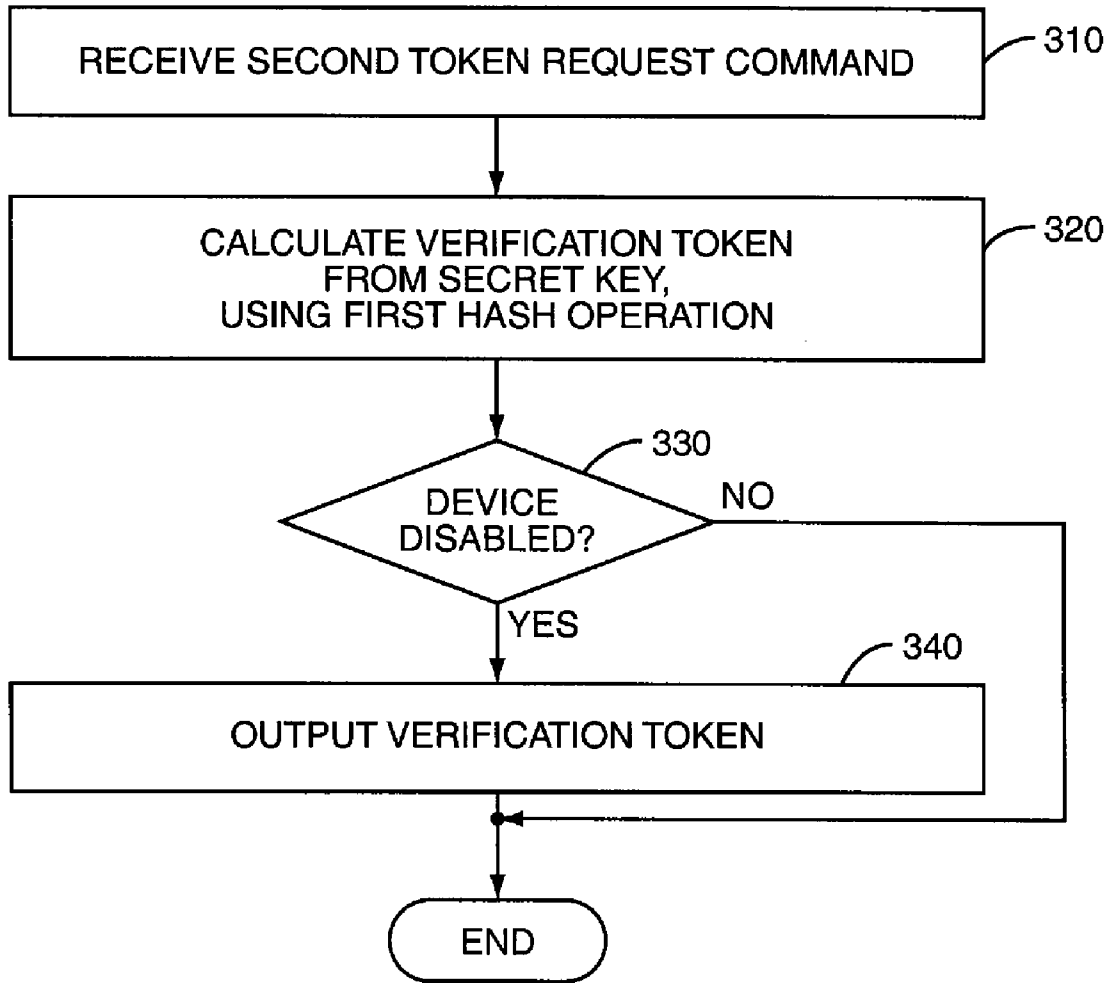 RECEIVE SECOND TOKEN REQUEST COMMAND
310
CALCULATE VERIFICATION TOKEN
FROM SECRET KEY,
USING FIRST HASH OPERATION
320
330
DEVICE
DISABLED?
NO
YES
340
OUTPUT VERIFICATION TOKEN
END